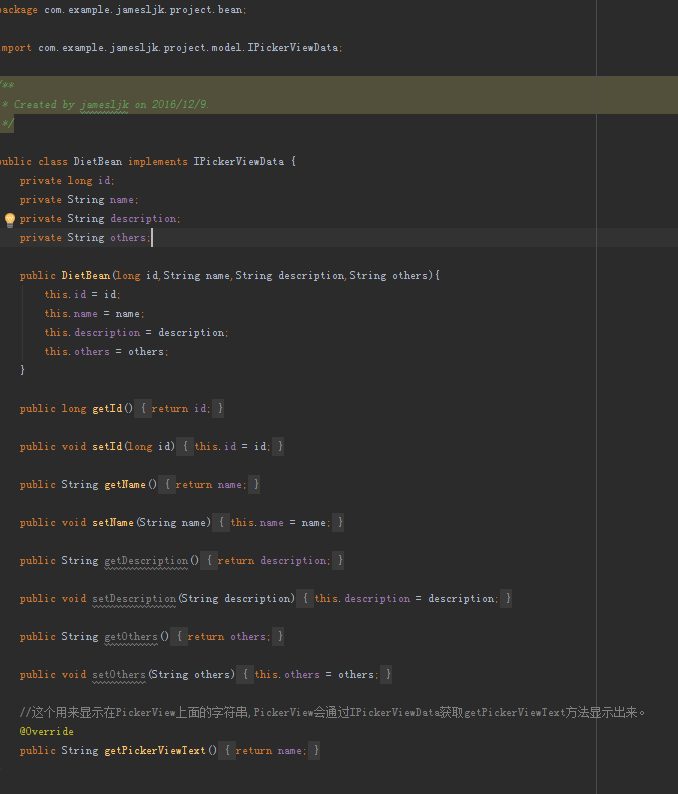 package com.example.jamesljk.project.bean;
import com.example.jamesljk.project.model.IPickerViewData;
/**
* Created by jamesljk on 2016/12/9.
*/
public class DietBean implements IPickerViewData {
private long id;
private String name;
private String description;
private String others;
public DietBean(long id,String name,String description,String others){
this.id = id;
this.name = name;
this.description = description;
this.others = others;
}
public long getId() { return id; }
public void setId(long id) { this.id = id; }
public String getName() { return name; }
public void setName(String name) { this.name = name; }
public String getDescription() { return description; }
public void setDescription(String description) { this.description = description; }
public String getOthers() { return others; }
public void setOthers(String others) { this.others = others; }
//这个用来显示在PickerView上面的字符串,PickerView会通过IPickerViewData获取getPickerViewText方法显示出来。
@Override
public String getPickerViewText() { return name; }